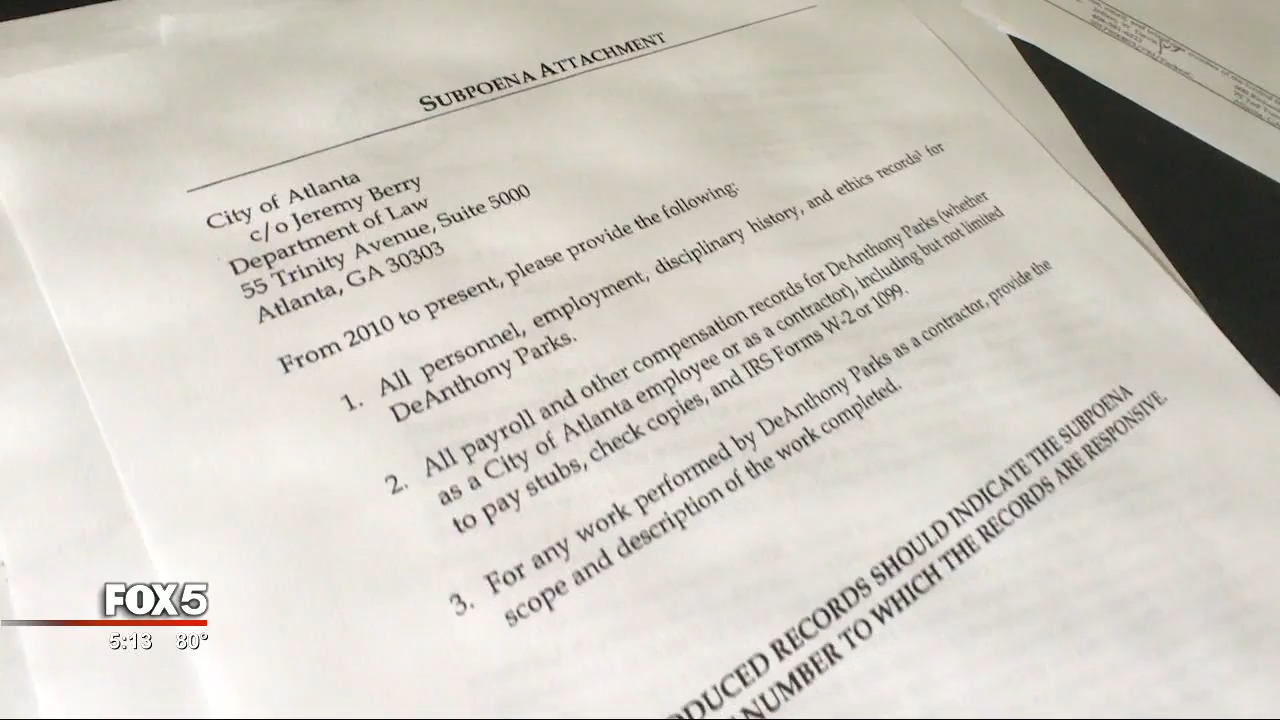 SUBPOENA ATTACHMENT
City of Atlanta
c/o Jeremy Berry
Department of Law
55 Trinity Avenue, Suite 5000
Atlanta, GA 30303
From 2010 to present, please provide the following:
1. All personnel, employment, disciplinary history, and ethics records¹ for
DeAnthony Parks.
2. All payroll and other compensation records for DeAnthony Parks (whether
as a City of Atlanta employee or as a contractor), including but not limited
to pay stubs, check copies, and IRS Forms W-2 or 1099.
3. For any work performed by DeAnthony Parks as a contractor, provide the
scope and description of the work completed.
ODUCED RECORDS SHOULD INDICATE THE SUBPOENA
NUMBER TO WHICH THE RECORDS ARE RESPONSIVE.
FOX 5
5:13 80°